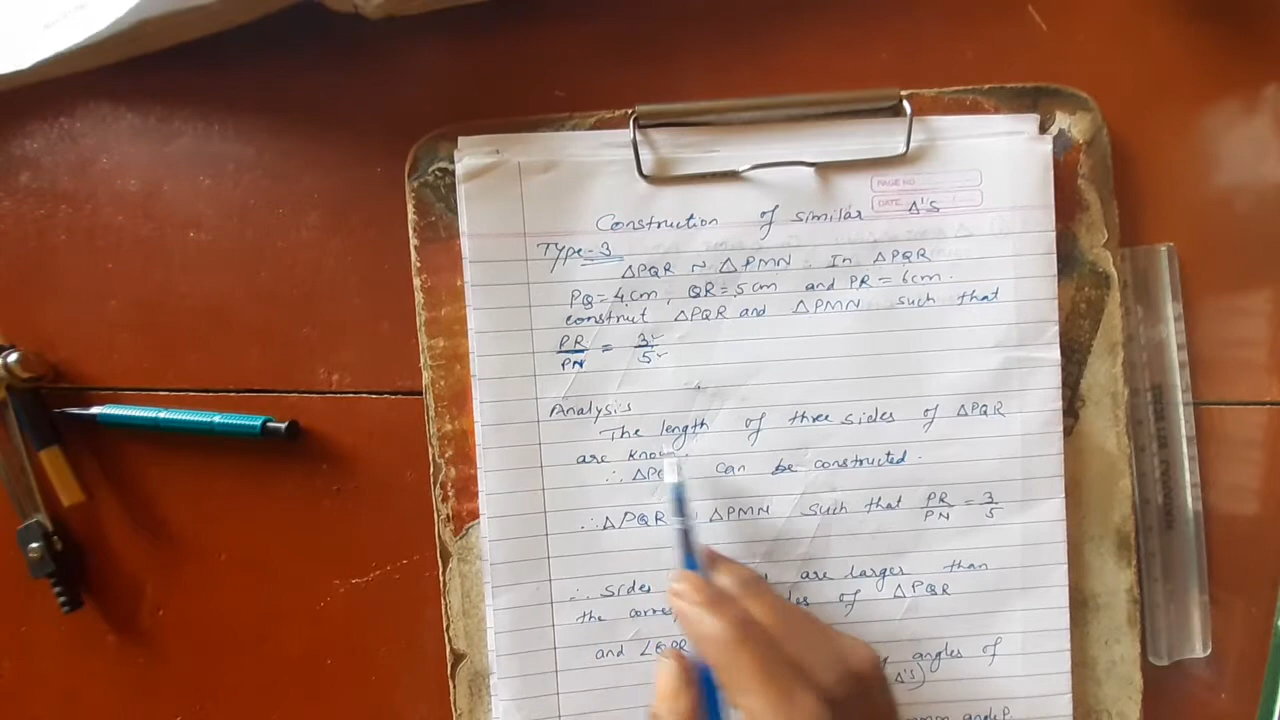 PAGE NO
DATE
Construction of similar Δ'S
Type-3
ΔPQR ~ ΔPMN. In ΔPQR
PQ = 4cm, QR = 5cm and PR = 6cm.
construct ΔPQR and ΔPMN such that
PR/PN = 3/5
Analysis
The length of three sides of ΔPQR
are
∴ can be constructed.
∴ ΔPQR ΔPMN such that PR/PN = 3/5
∴ sides are larger than
the of ΔPQR
and angles of
Δ'S)
angle P.